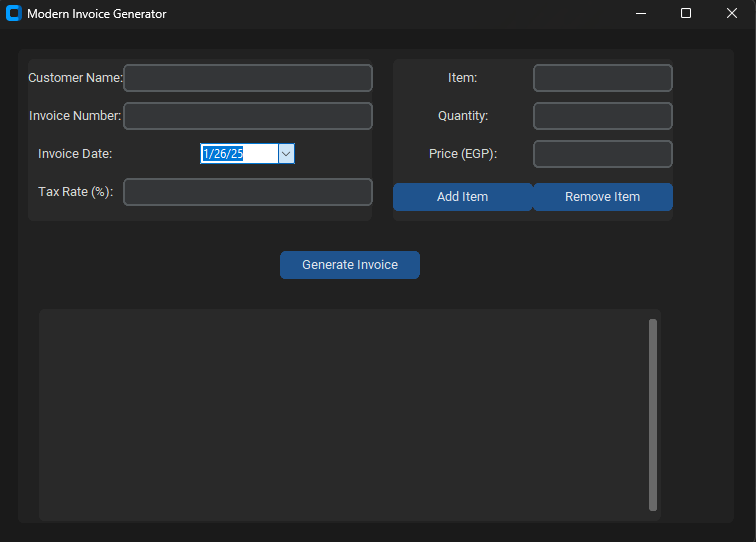 Modern Invoice Generator
Customer Name:
Invoice Number:
Invoice Date: 1/26/25
Tax Rate (%):
Item:
Quantity:
Price (EGP):
Add Item Remove Item
Generate Invoice